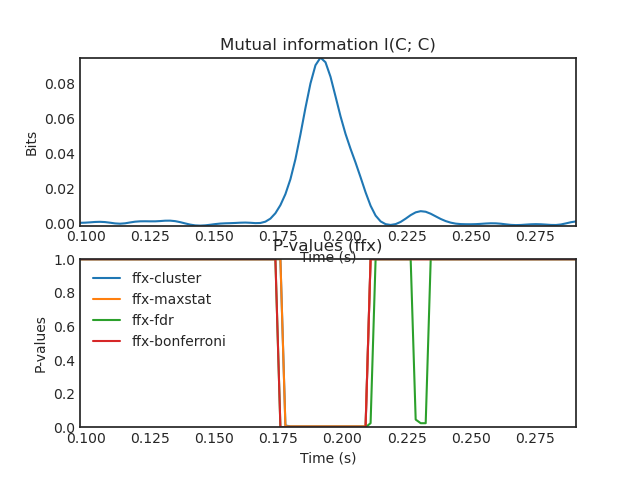 Mutual information I(C; C)
0.08
0.06
0.04
0.02
0.00
Bits
0.100 0.125 0.150 0.175 0.200 0.225 0.250 0.275
Time (s)
P-values (ffx)
1.0
0.8
0.6
0.4
0.2
0.0
P-values
ffx-cluster
ffx-maxstat
ffx-fdr
ffx-bonferroni
0.100 0.125 0.150 0.175 0.200 0.225 0.250 0.275
Time (s)